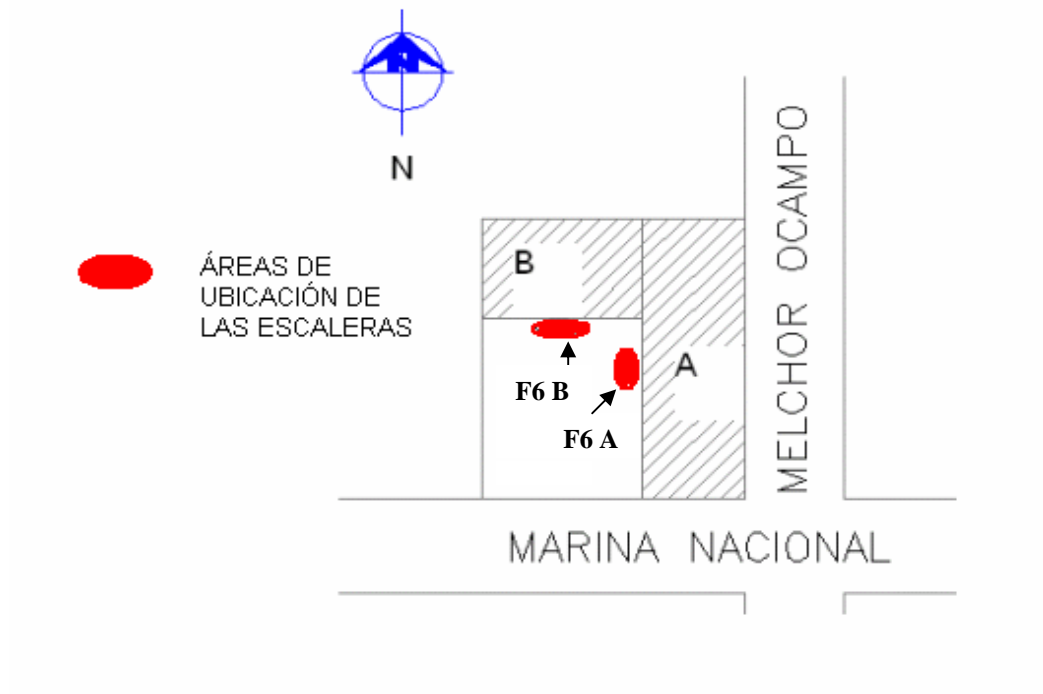 N
N
ÁREAS DE
UBICACIÓN DE
LAS ESCALERAS
B
F6 B
A
F6 A
MELCHOR OCAMPO
MARINA NACIONAL